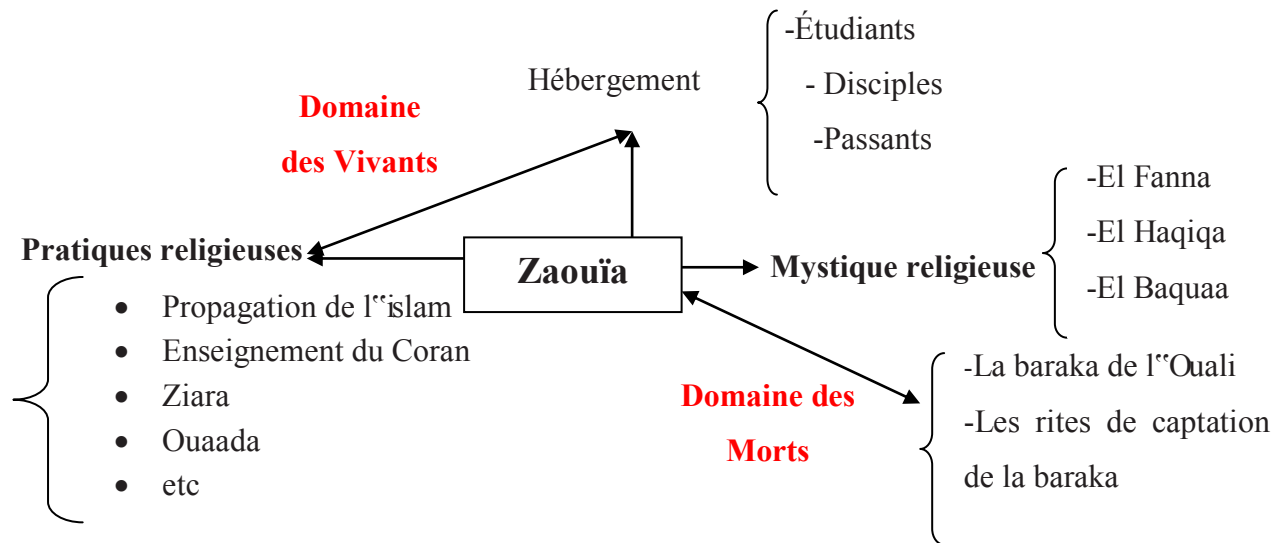 Domaine
des Vivants
Hébergement
-Étudiants
- Disciples
-Passants
Pratiques religieuses
• Propagation de l‟islam
• Enseignement du Coran
• Ziara
• Ouaada
• etc
Zaouïa
Mystique religieuse
-El Fanna
-El Haqiqa
-El Baquaa
Domaine des
Morts
-La baraka de l‟Ouali
-Les rites de captation
de la baraka